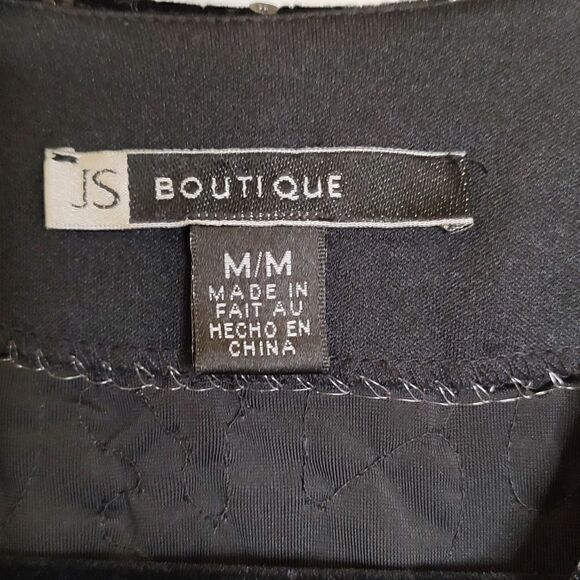 JS BOUTIQUE
M/M
MADE IN
FAIT AU
HECHO EN
CHINA